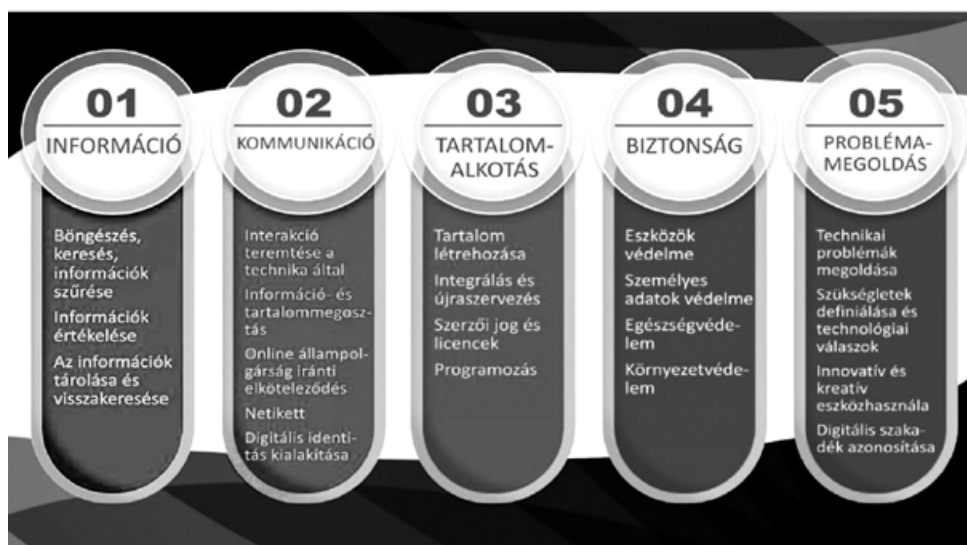 01
INFORMÁCIÓ
Böngészés,
keresés,
információk
szűrése
Információk
értékelése
Az információk
tárolása és
visszakeresése
02
KOMMUNIKÁCIÓ
Interakció
teremtése a
technika által
Információ- és
tartalommegosz-
tás
Online állampol-
gárság iránti
elköteleződés
Netikett
Digitális identi-
tás kialakítása
03
TARTALOM-
ALKOTÁS
Tartalom
létrehozása
Integrálás és
újraszervezés
Szerzői jog és
licencek
Programozás
04
BIZTONSÁG
Eszközök
védelme
Személyes
adatok védelme
Egészségvéde-
lem
Környezetvéde-
lem
05
PROBLÉMA-
MEGOLDÁS
Technikai
problémák
megoldása
Szükségletek
definiálása és
technológiai
válaszok
Innovatív és
kreatív
eszközhasznála
Digitális szaka-
dék azonosítása